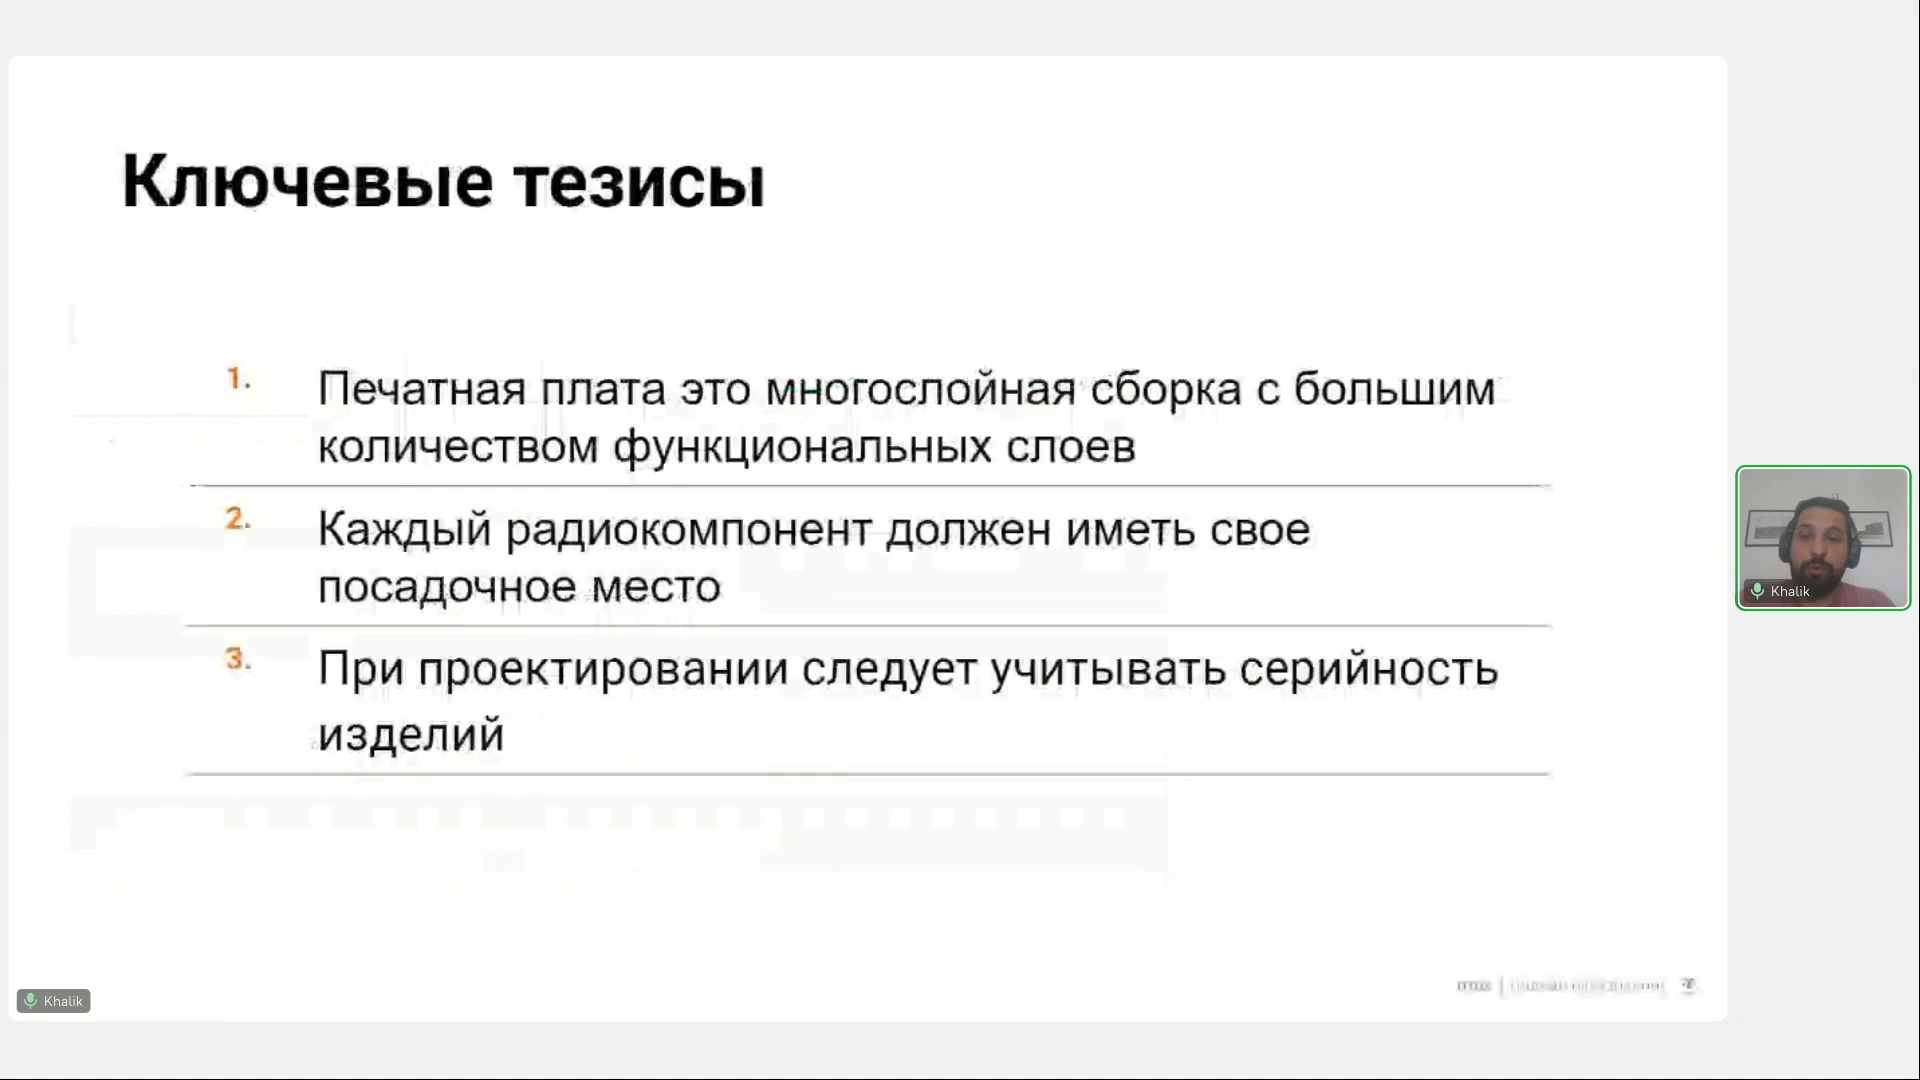 Ключевые тезисы
1. Печатная плата это многослойная сборка с большим
количеством функциональных слоев
2. Каждый радиокомпонент должен иметь свое
посадочное место
3. При проектировании следует учитывать серийность
изделий
Khalik
Khalik